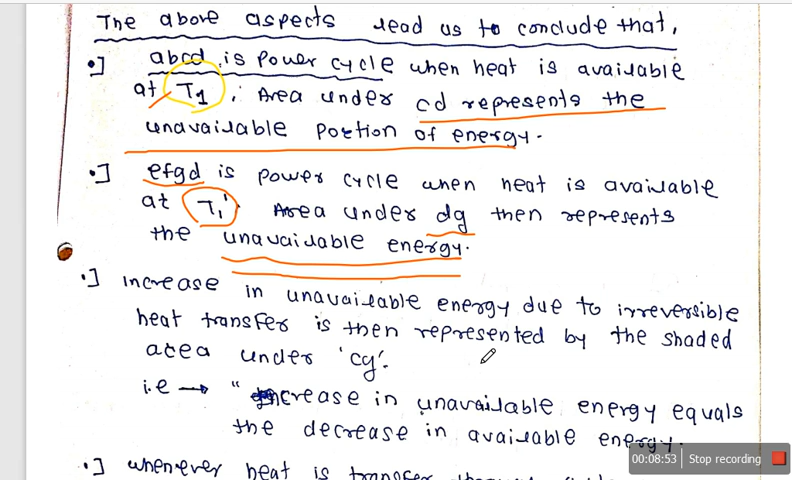 The above aspects lead us to conclude that,
•] abcd is power cycle when heat is available
at T1. Area under cd represents the
unavailable portion of energy.
•] efgd is power cycle when heat is available
at T1' Area under dg then represents
the unavailable energy.
•] increase in unavailable energy due to irreversible
heat transfer is then represented by the shaded
area under 'cg'.
i.e → " increase in unavailable energy equals
the decrease in available energy.
•] whenever heat is
00:08:53 Stop recording